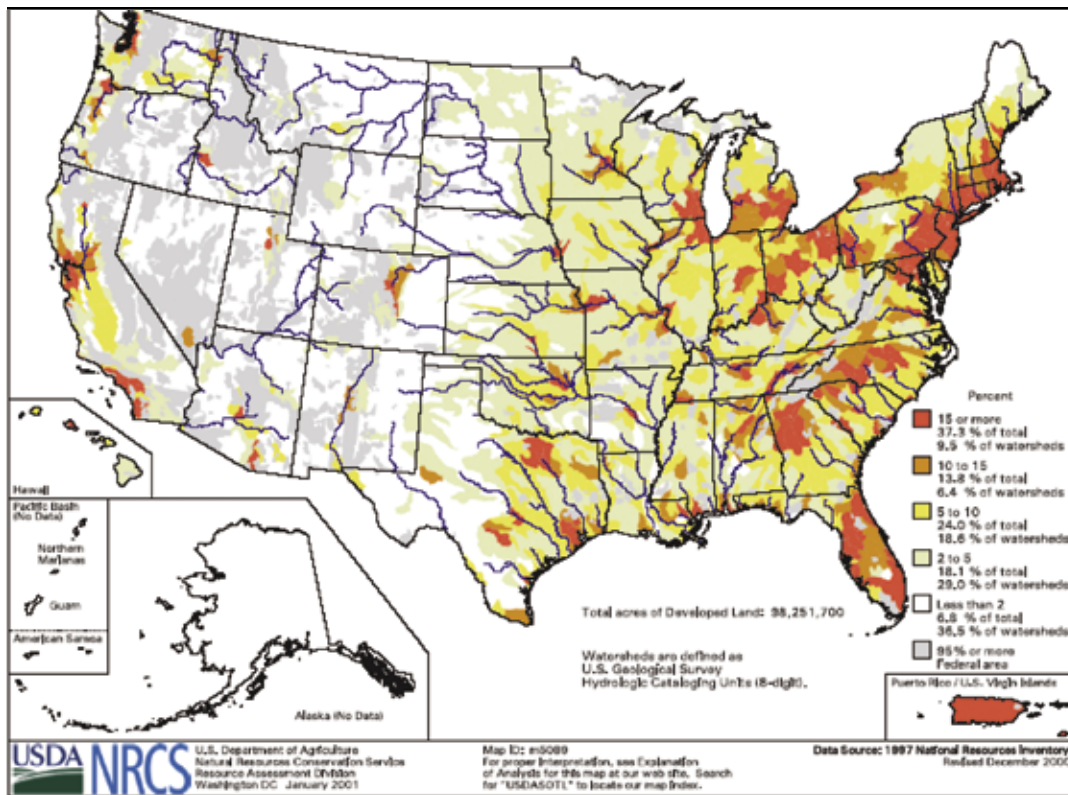 Percent
15 or more
37.3 % of total
9.5 % of watersheds
10 to 15
13.8 % of total
6.4 % of watersheds
5 to 10
24.0 % of total
18.6 % of watersheds
2 to 5
18.1 % of total
29.0 % of watersheds
Less than 2
6.8 % of total
36.5 % of watersheds
95% or more
Federal area
Hawaii
Pacific Basin
(No Data)
Northern
Marianas
Guam
American Samoa
Alaska (No Data)
Total acres of Developed Land: 98,251,700
Watersheds are defined as
U.S. Geological Survey
Hydrologic Cataloging Units (8-digit).
Puerto Rico / U.S. Virgin Islands
USDA
NRCS
U.S. Department of Agriculture
Natural Resources Conservation Service
Resource Assessment Division
Washington DC January 2001
Map ID: m5089
For proper interpretation, see Explanation
of Analysis for this map at our web site. Search
for "USDASOTL" to locate our map index.
Data Source: 1997 National Resources Inventory
Revised December 2000